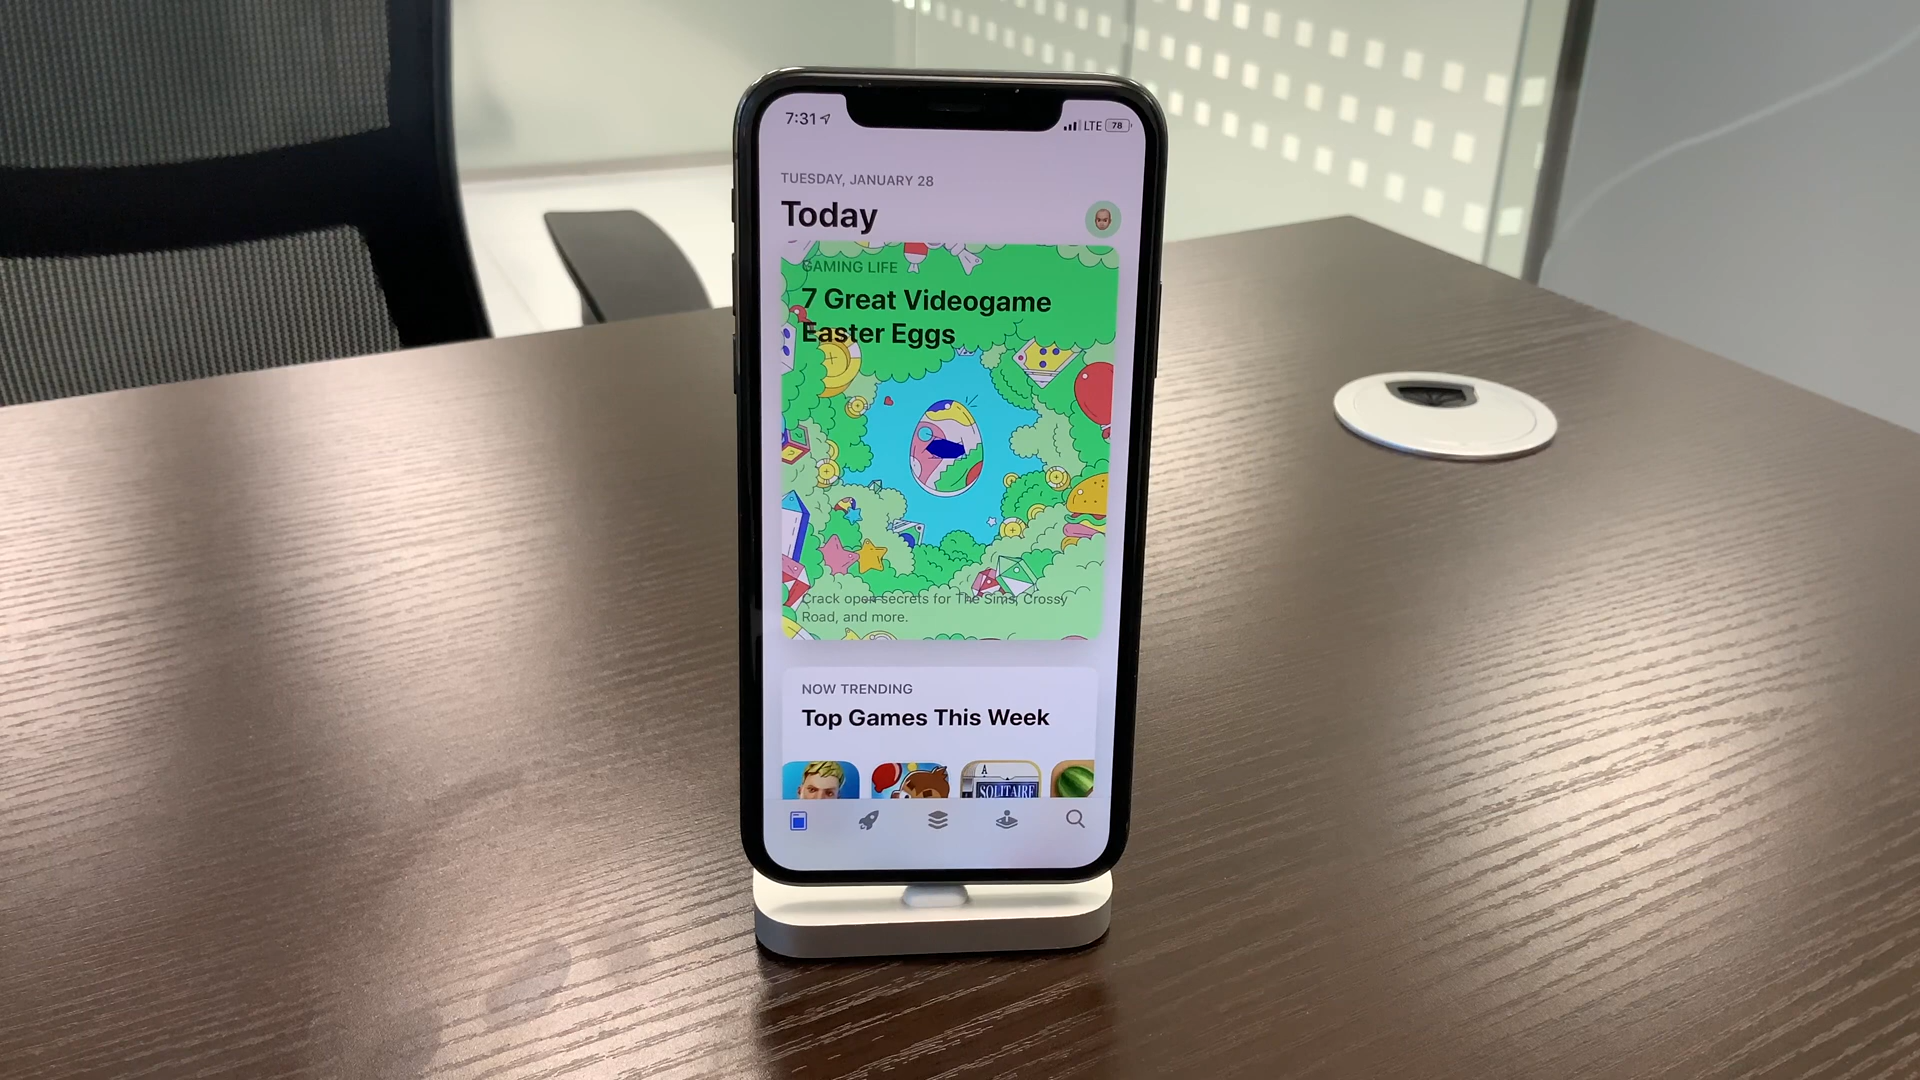 7:31
LTE 78
TUESDAY, JANUARY 28
Today
GAMING LIFE
7 Great Videogame
Easter Eggs
Crack open secrets for The Sims, Crossy
Road, and more.
NOW TRENDING
Top Games This Week
A
SOLITAIRE